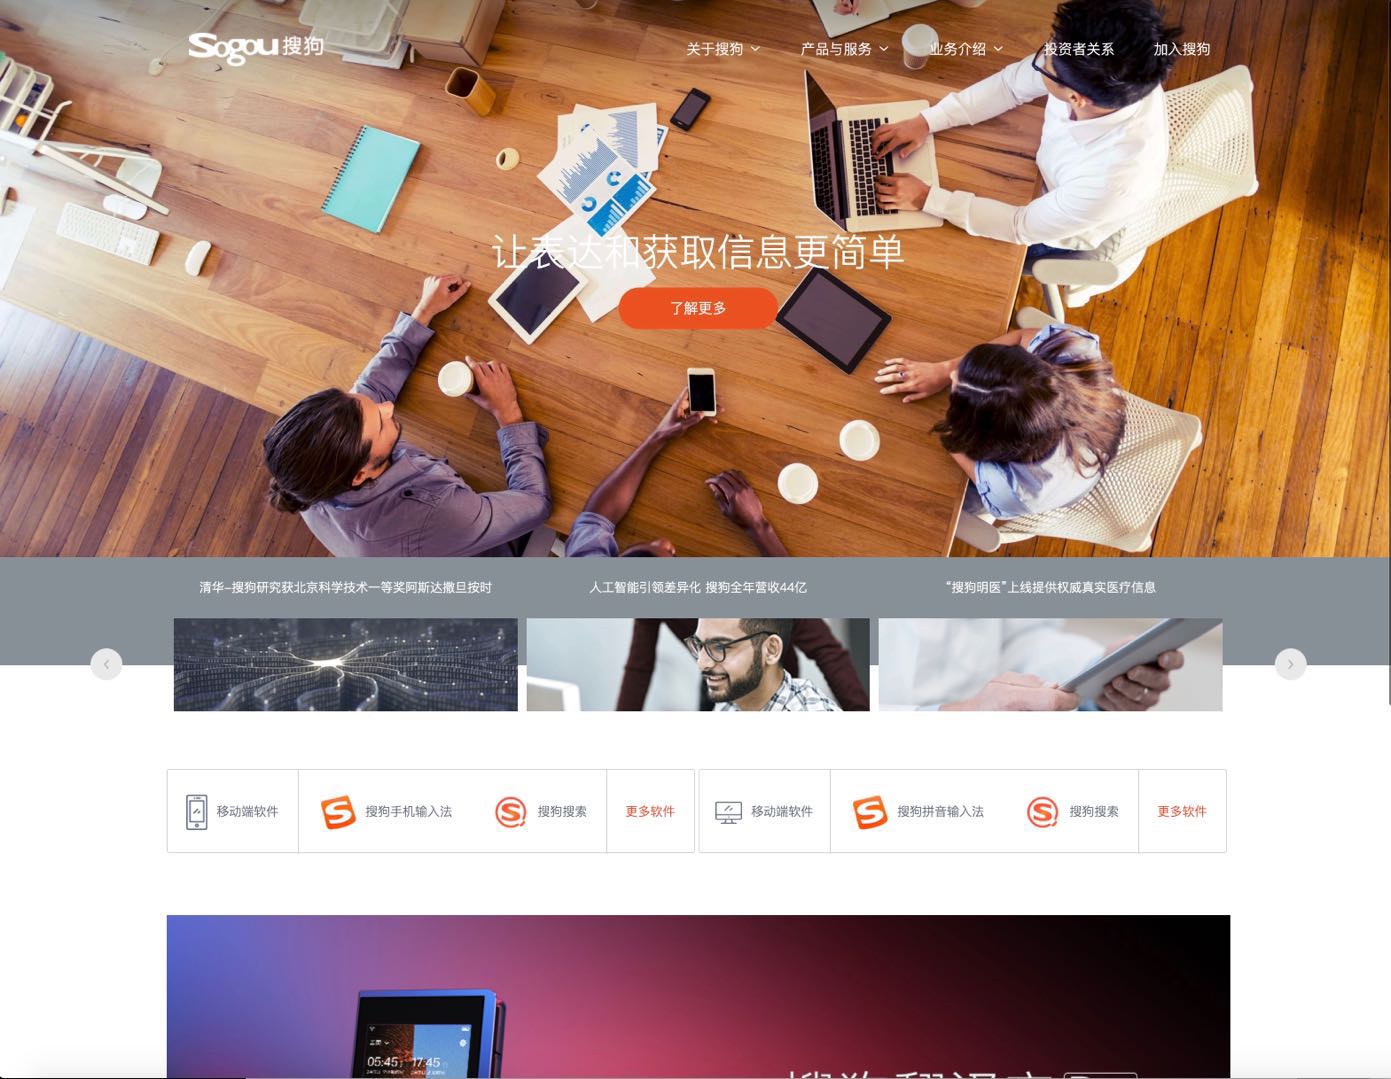 Sogou搜狗
关于搜狗 产品与服务 业务介绍 投资者关系 加入搜狗
让表达和获取信息更简单
了解更多
清华-搜狗研究获北京科学技术一等奖阿斯达撒旦按时
人工智能引领差异化 搜狗全年营收44亿
“搜狗明医”上线提供权威真实医疗信息
移动端软件 搜狗手机输入法 搜狗搜索 更多软件
移动端软件 搜狗拼音输入法 搜狗搜索 更多软件
05:45 17:45